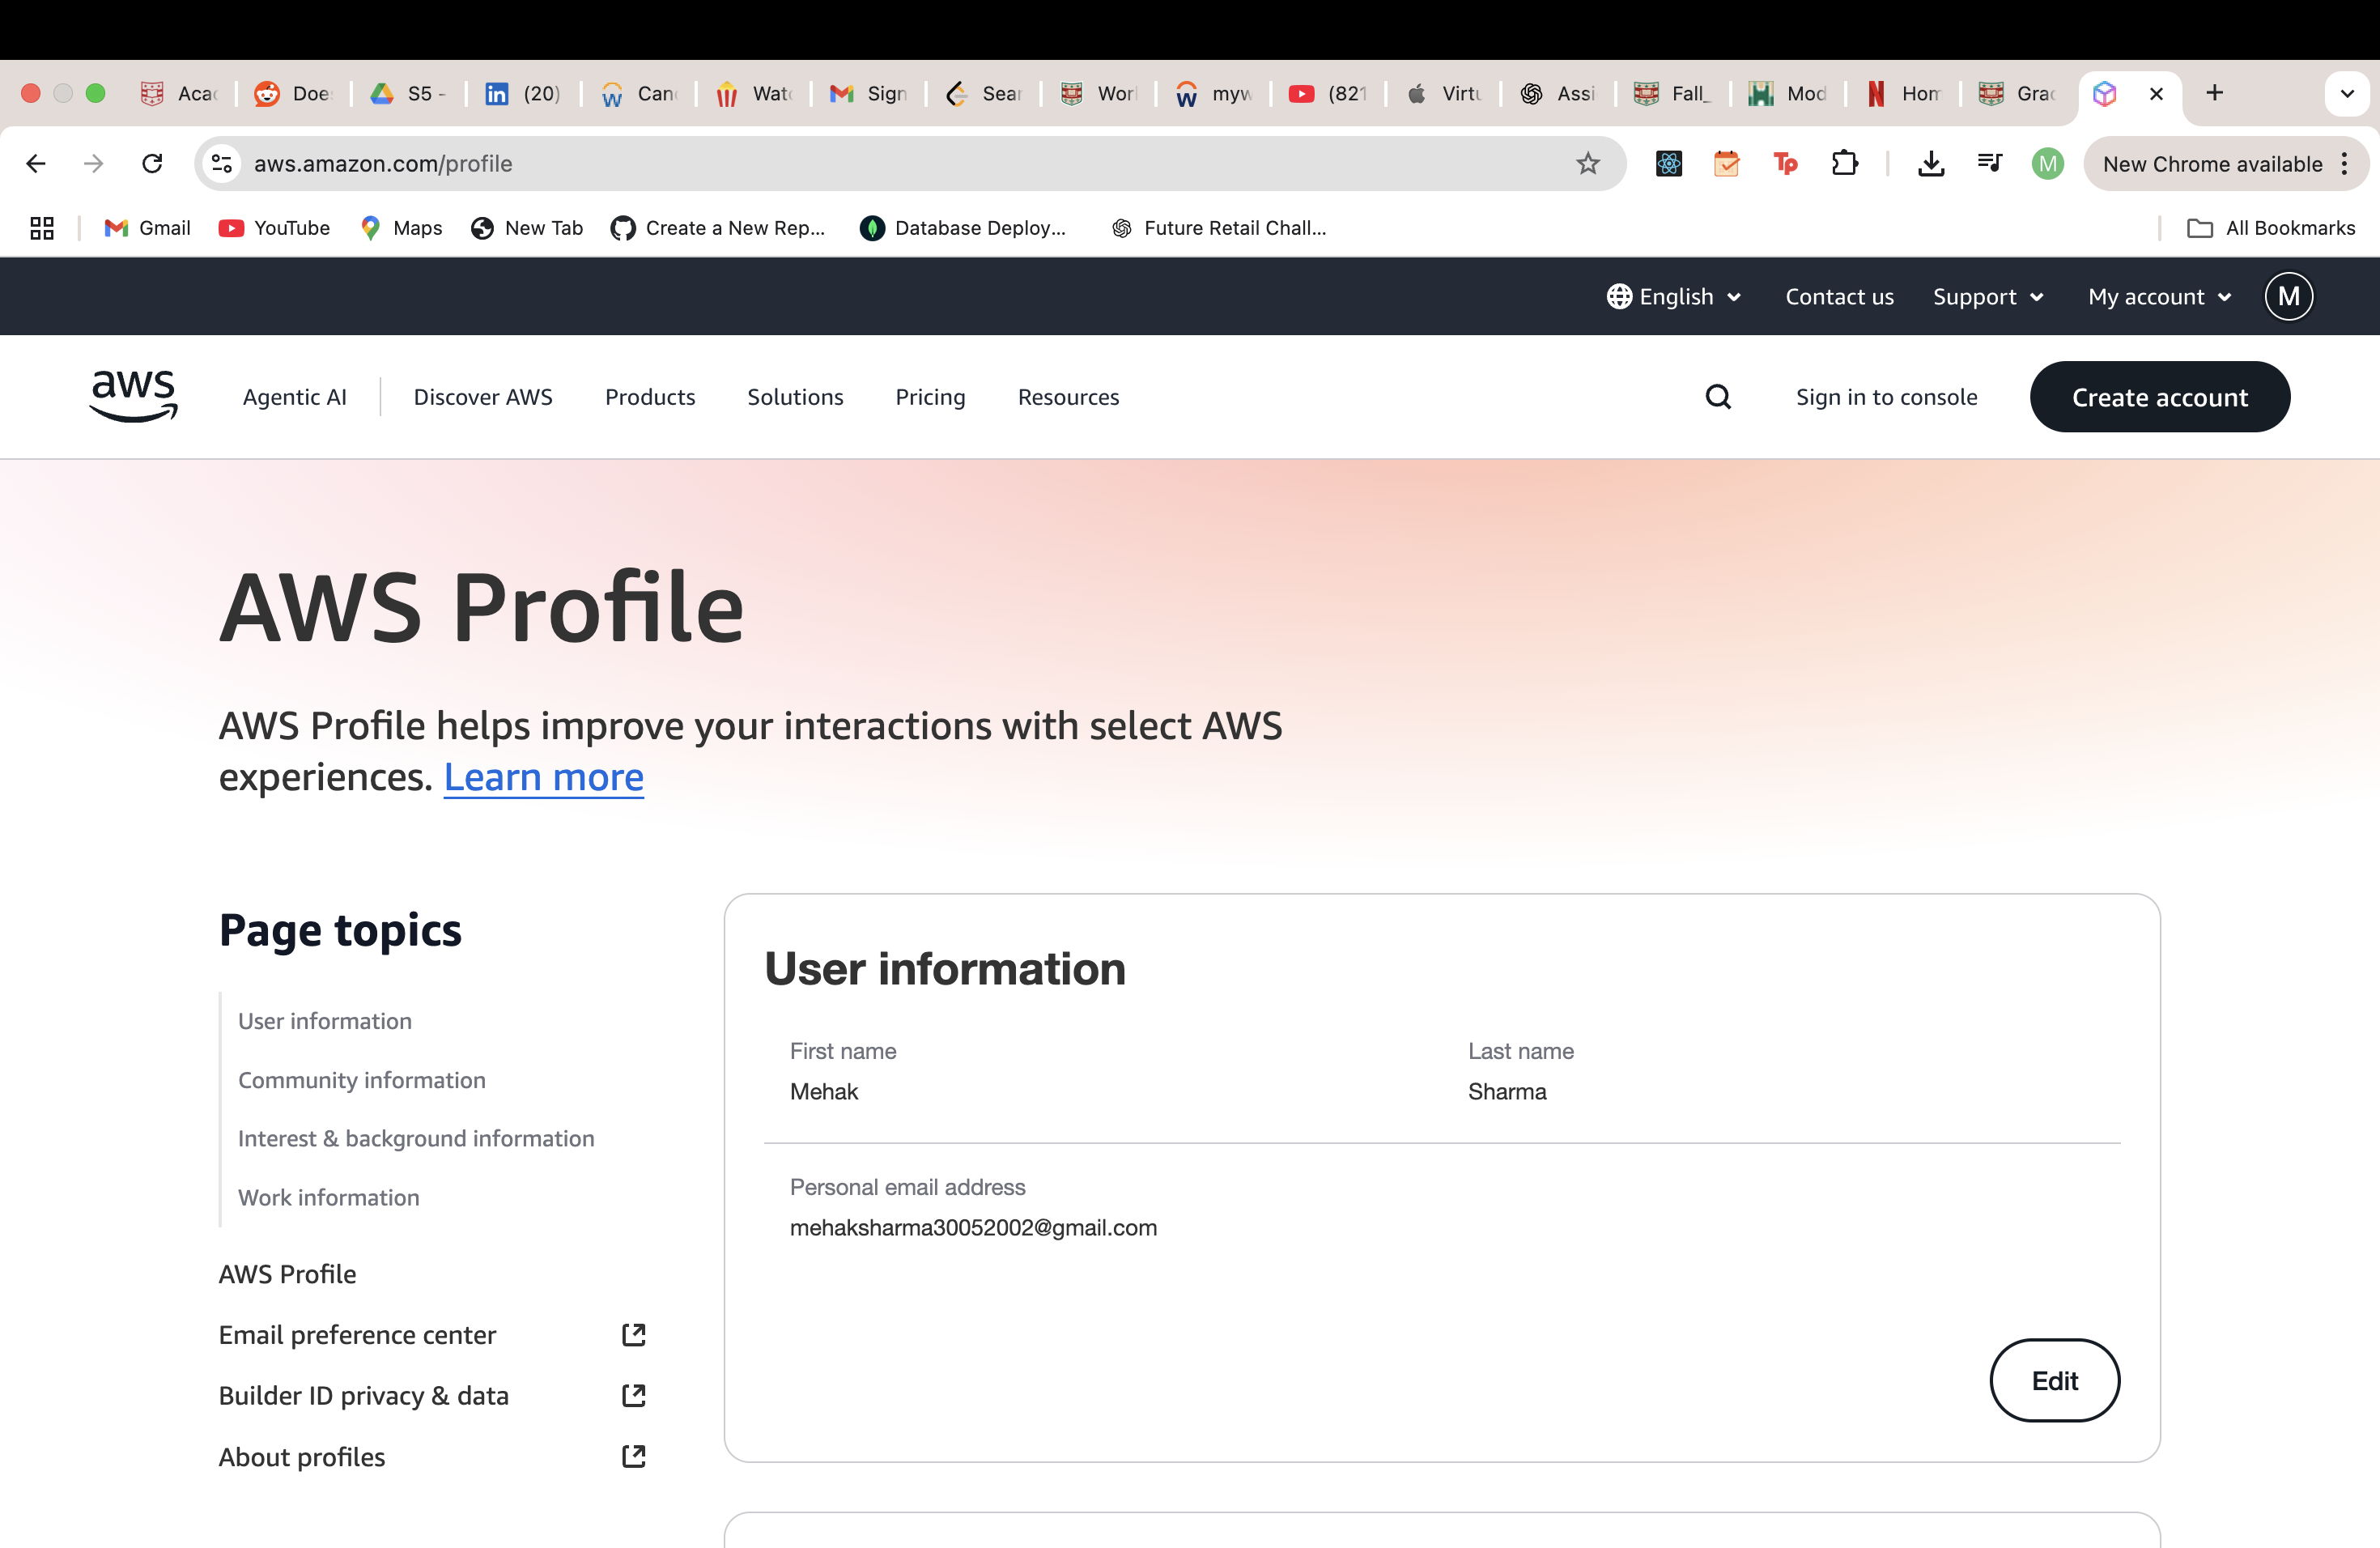 Aca
Doe
S5 -
(20)
Can
Wat
Sign
Sear
Wor
myw
(821
Virtu
Assi
Fall_
Mod
Hom
Gra
aws.amazon.com/profile
M
New Chrome available
Gmail
YouTube
Maps
New Tab
Create a New Rep...
Database Deploy...
Future Retail Chall...
All Bookmarks
English
Contact us
Support
My account
M
aws
Agentic AI
Discover AWS
Products
Solutions
Pricing
Resources
Sign in to console
Create account
AWS Profile
AWS Profile helps improve your interactions with select AWS
experiences. Learn more
Page topics
User information
Community information
Interest & background information
Work information
AWS Profile
Email preference center
Builder ID privacy & data
About profiles
User information
First name
Last name
Mehak
Sharma
Personal email address
mehaksharma30052002@gmail.com
Edit